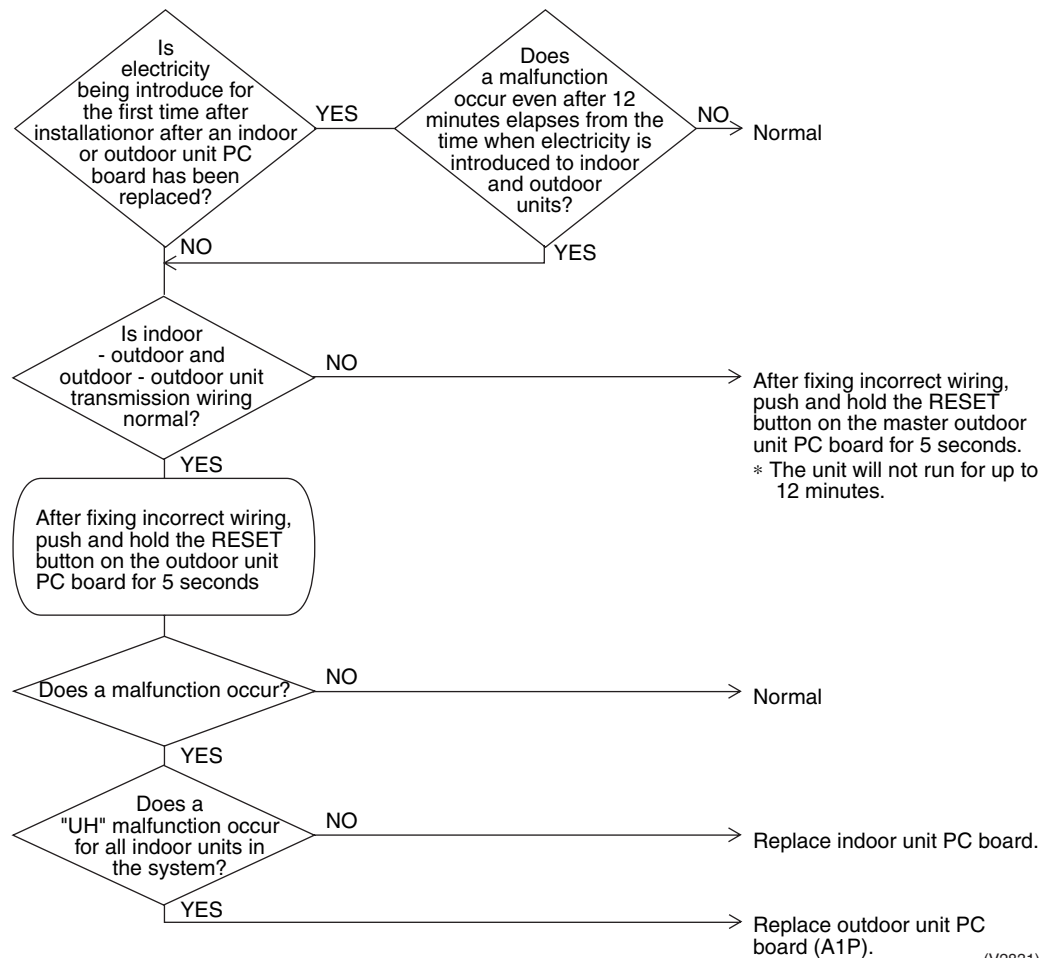 Is
electricity
being introduce for
the first time after
installationor after an indoor
or outdoor unit PC
board has been
replaced?
YES
Does
a malfunction
occur even after 12
minutes elapses from the
time when electricity is
introduced to indoor
and outdoor
units?
NO
Normal
NO
YES
Is indoor
- outdoor and
outdoor - outdoor unit
transmission wiring
normal?
NO
After fixing incorrect wiring,
push and hold the RESET
button on the master outdoor
unit PC board for 5 seconds.
* The unit will not run for up to
12 minutes.
YES
After fixing incorrect wiring,
push and hold the RESET
button on the outdoor unit
PC board for 5 seconds
Does a malfunction occur?
NO
Normal
YES
Does a
"UH" malfunction occur
for all indoor units in
the system?
NO
Replace indoor unit PC board.
YES
Replace outdoor unit PC
board (A1P).